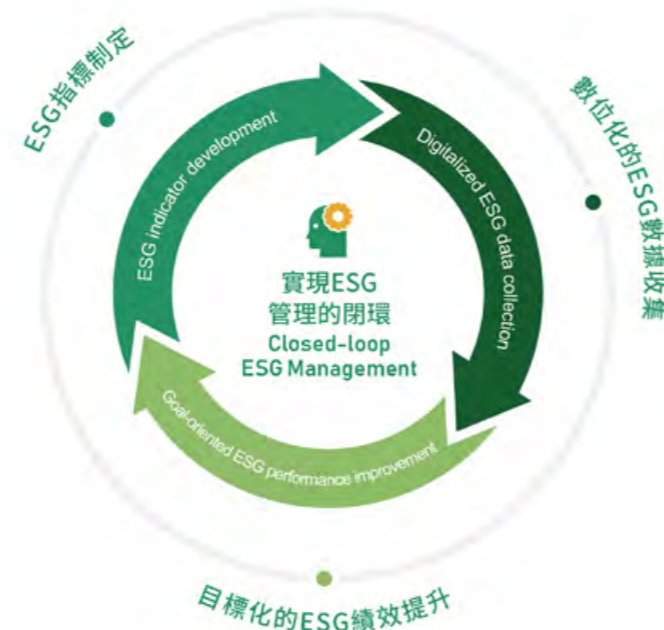 ESG指標制定
ESG indicator development
數位化的ESG數據收集
Digitalized ESG data collection
實現ESG
管理的閉環
Closed-loop
ESG Management
Goal-oriented ESG performance improvement
目標化的ESG績效提升